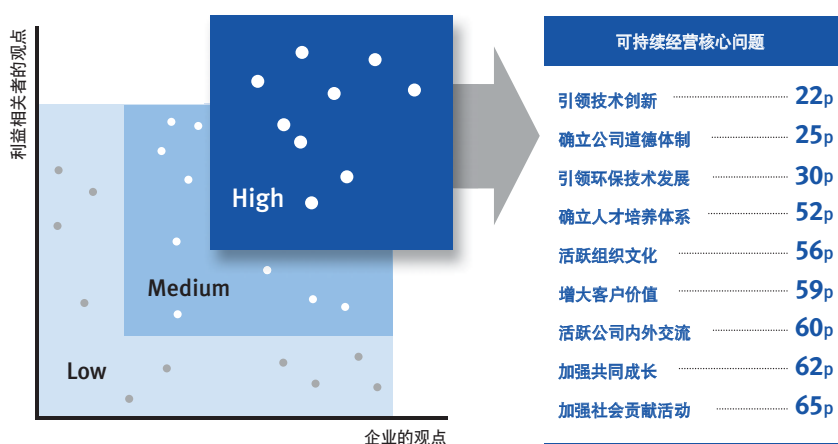 利益相关者的观点
High
Medium
Low
企业的观点
可持续经营核心问题
引领技术创新 22p
确立公司道德体制 25p
引领环保技术发展 30p
确立人才培养体系 52p
活跃组织文化 56p
增大客户价值 59p
活跃公司内外交流 60p
加强共同成长 62p
加强社会贡献活动 65p